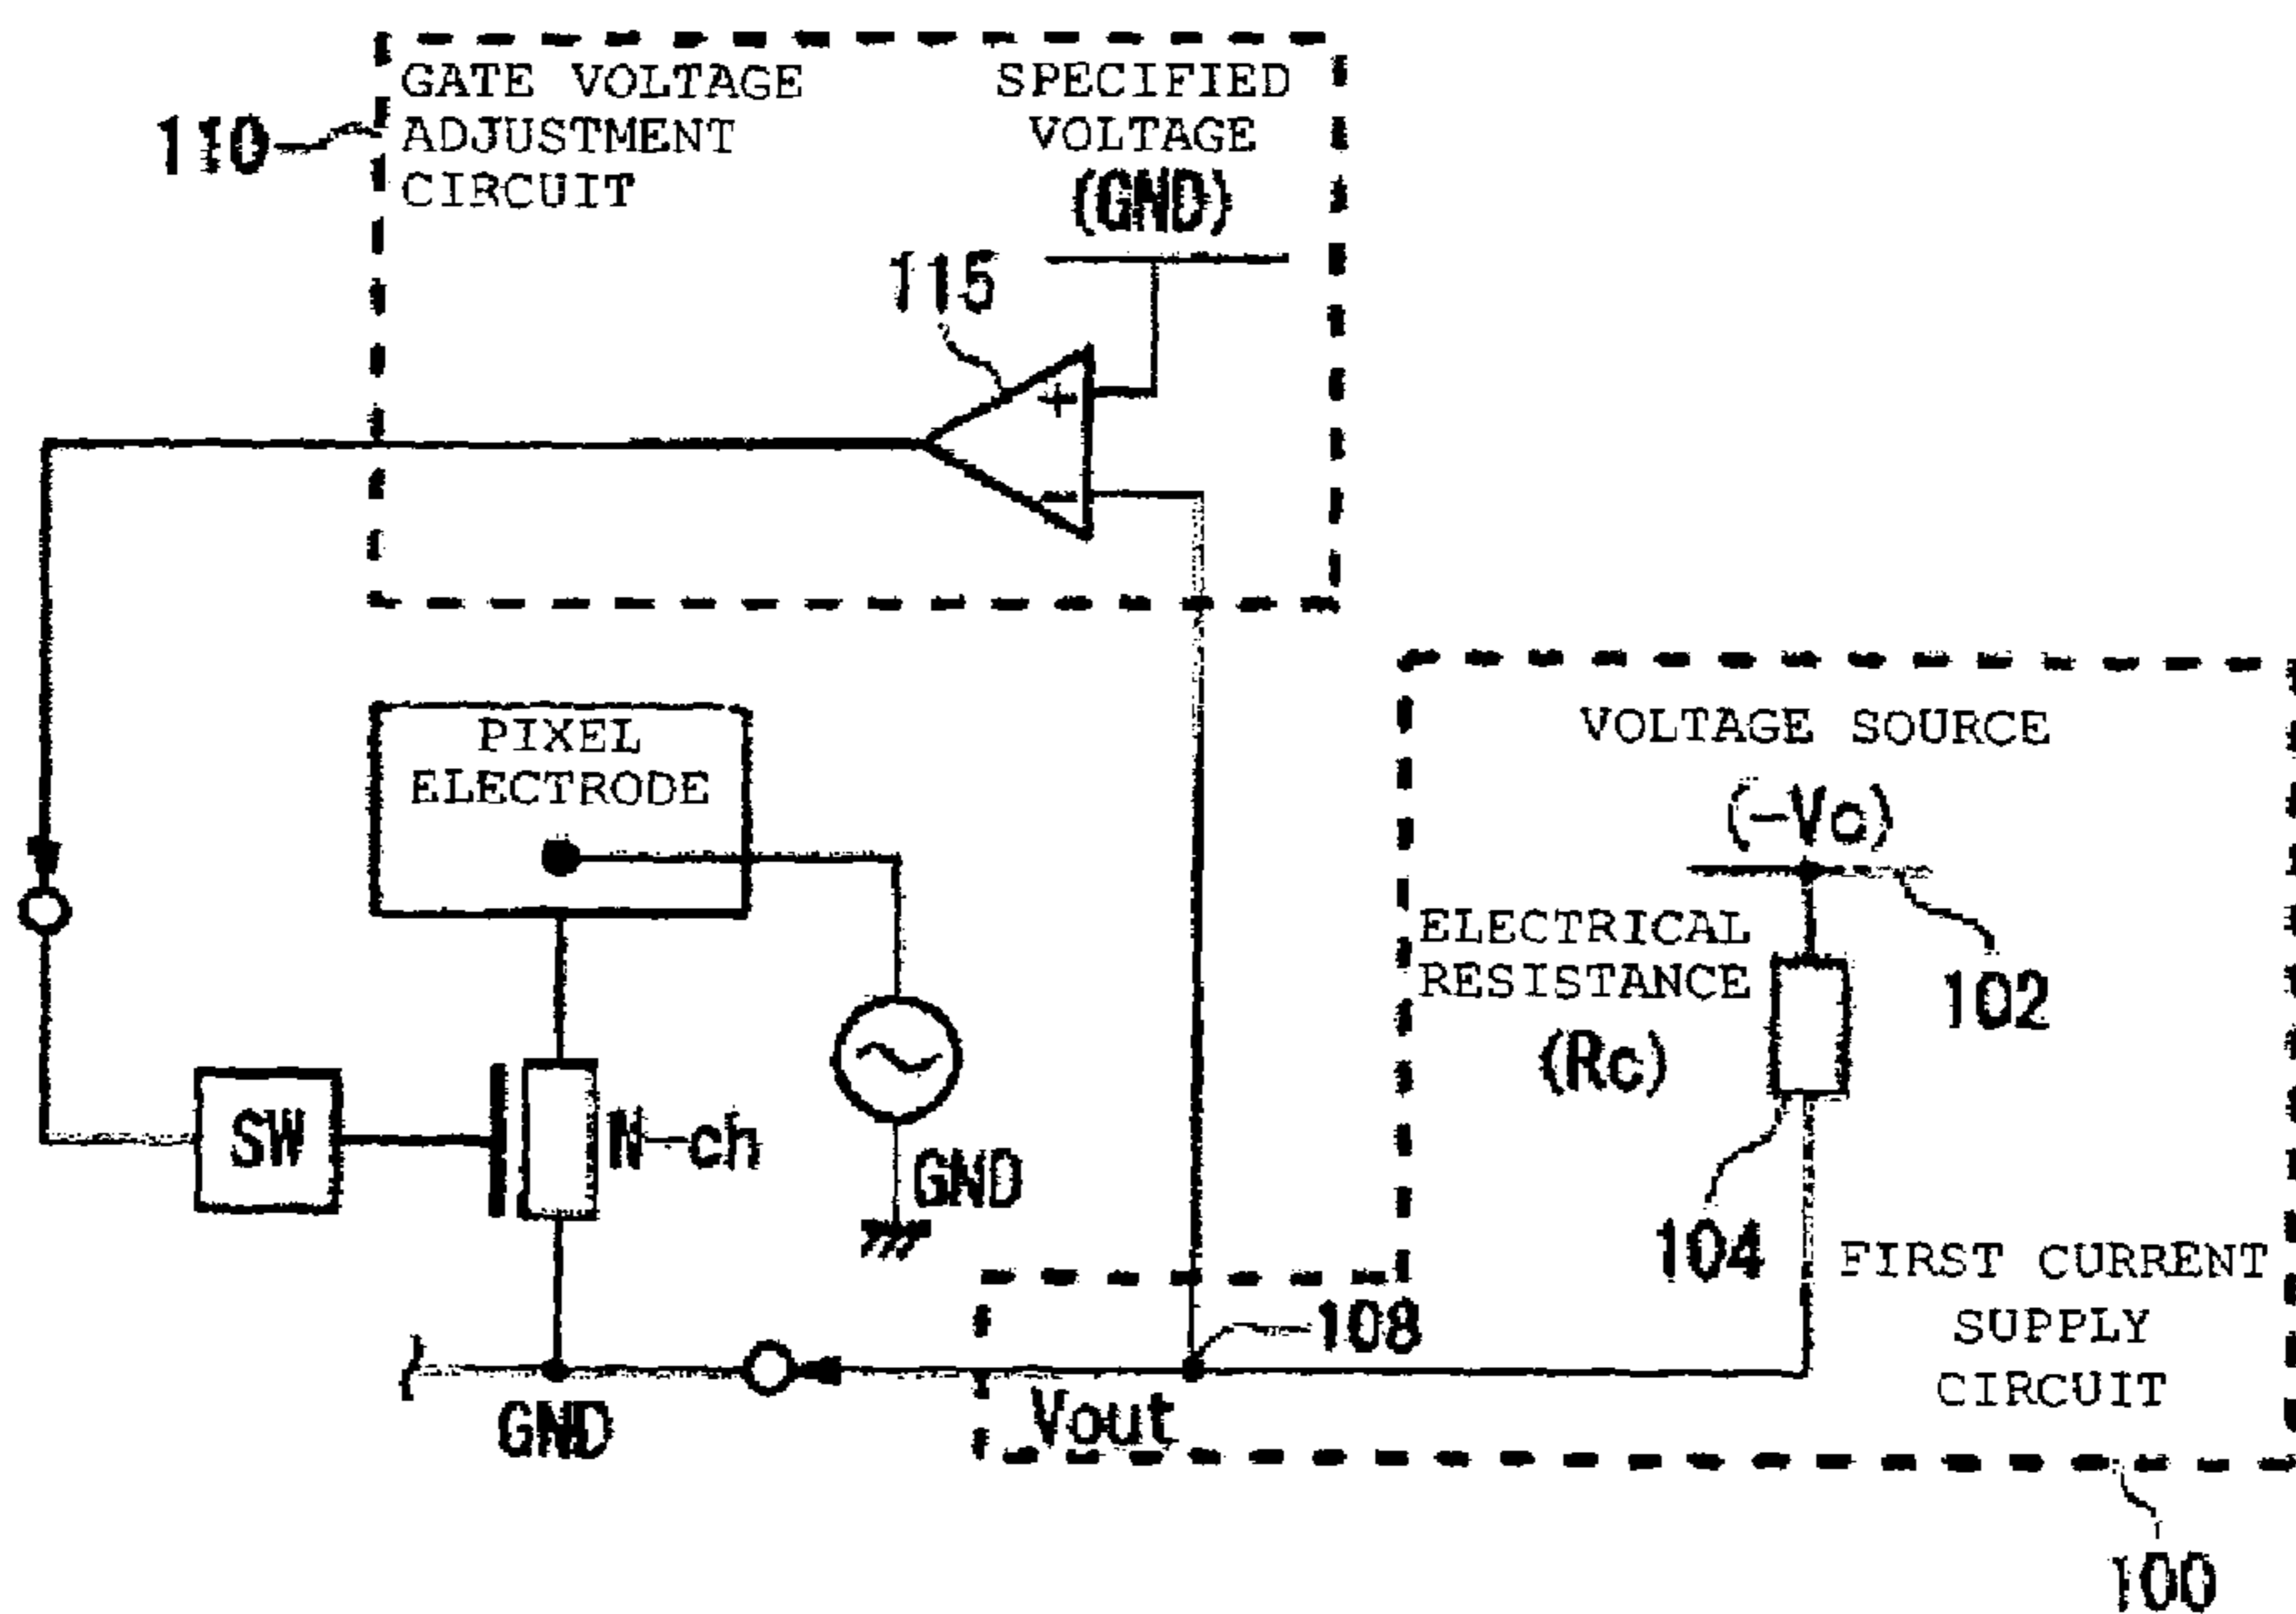 GATE VOLTAGE
ADJUSTMENT
CIRCUIT
SPECIFIED
VOLTAGE
(GND)
110
115
+
−
PIXEL
ELECTRODE
VOLTAGE SOURCE
(-Vc)
ELECTRICAL
RESISTANCE
(Rc)
102
SW
N-ch
GND
104
FIRST CURRENT
SUPPLY
CIRCUIT
108
GND
Vout
100